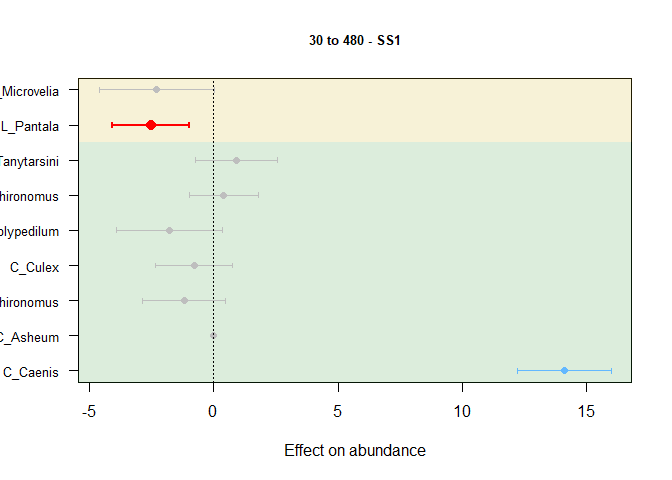 30 to 480 - SS1
_Microvelia
L_Pantala
Tanytarsini
hironomus
olypedilum
C_Culex
hironomus
C_Asheum
C_Caenis
-5 0 5 10 15
Effect on abundance